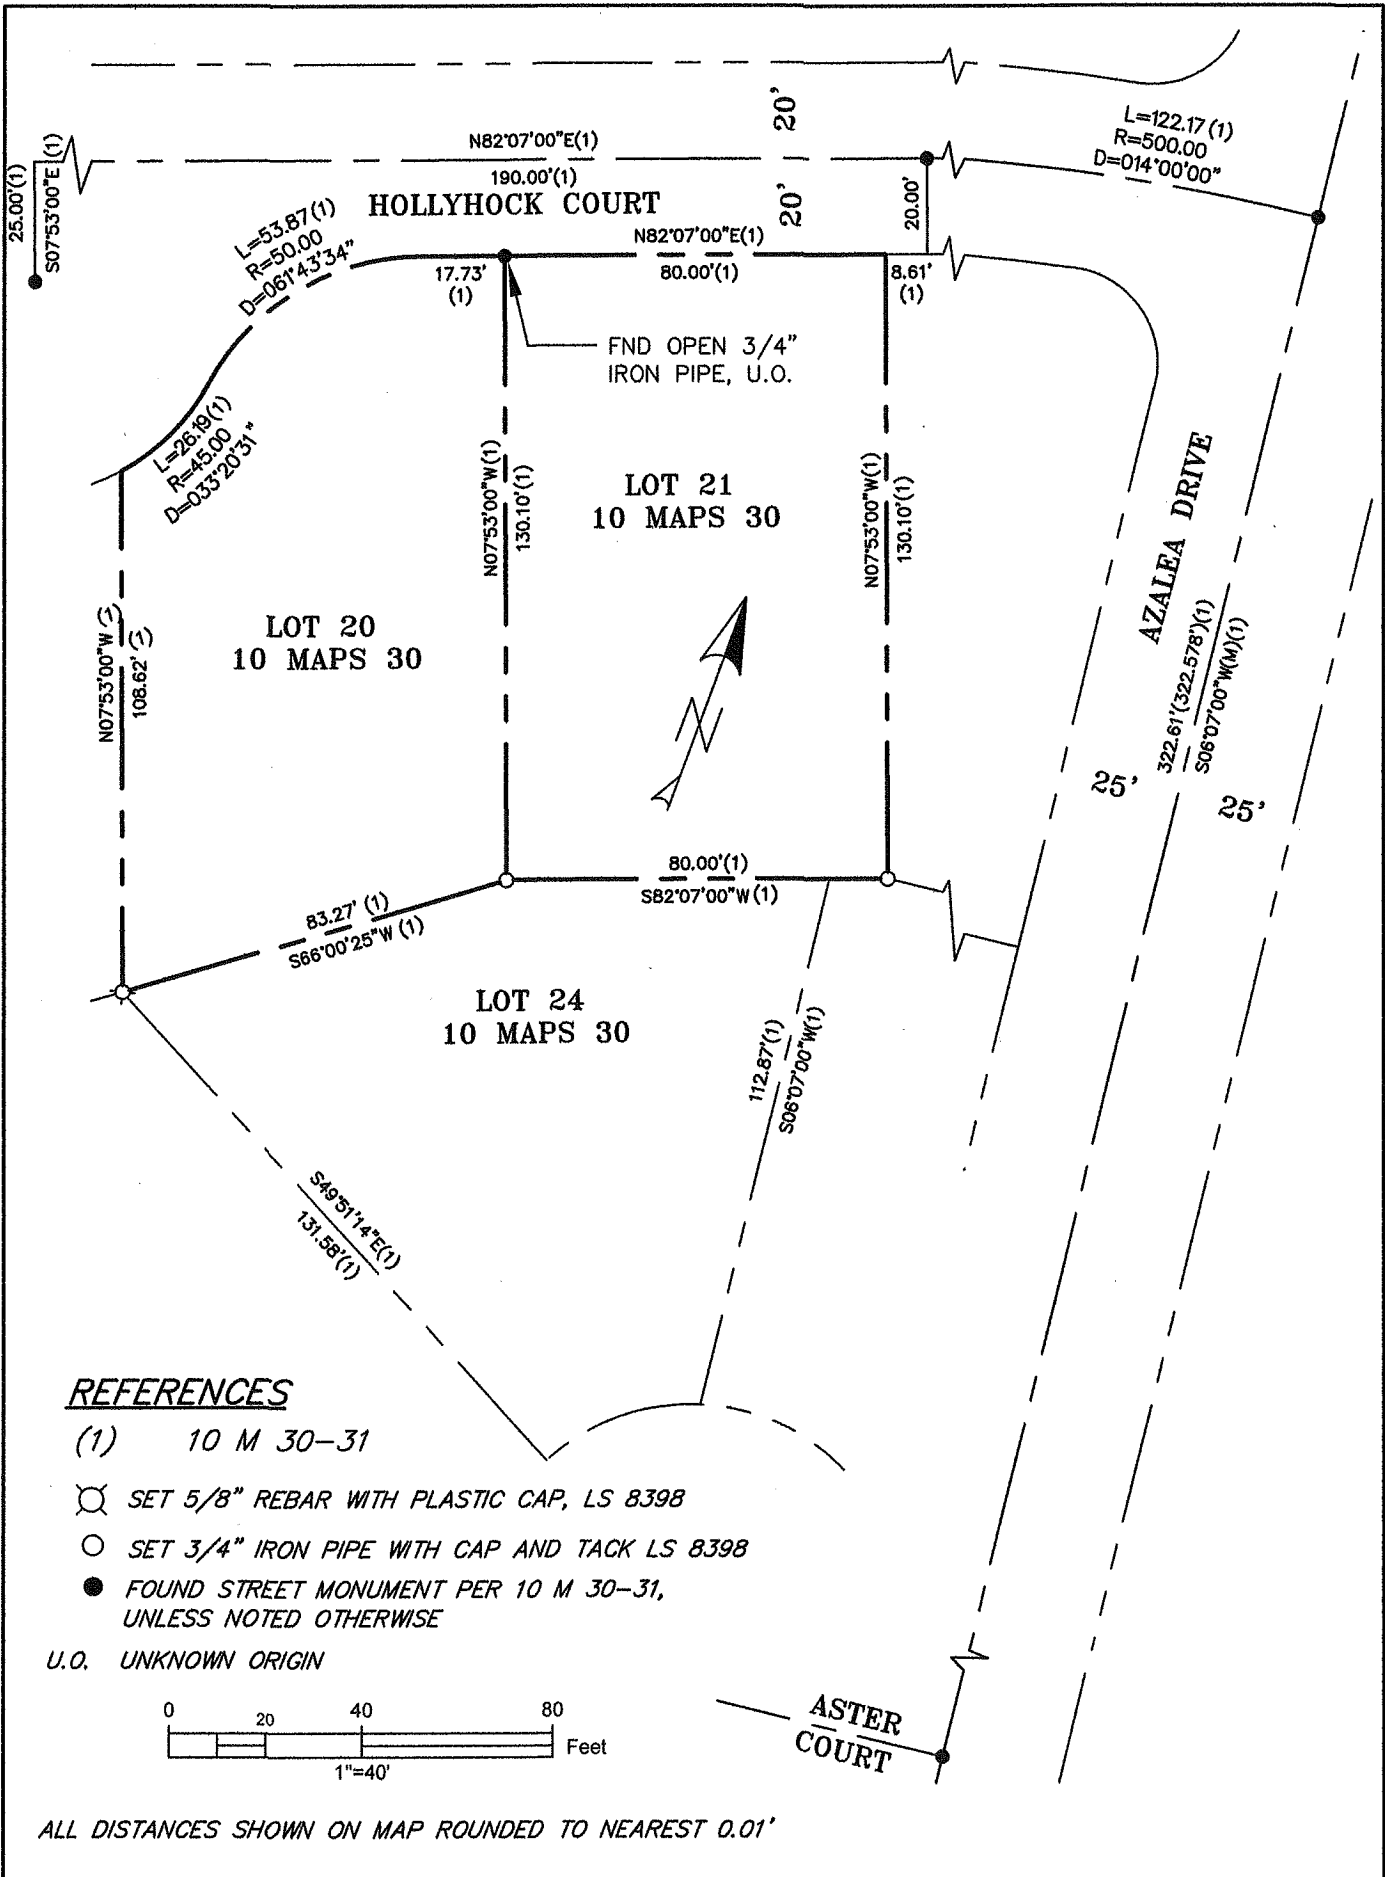 20'
L=122.17(1)
R=500.00
D=014°00'00"
25.00'(1)
S07°53'00"E(1)
N82°07'00"E(1)
190.00'(1)
20'
20.00'
HOLLYHOCK COURT
L=53.87(1)
R=50.00
D=061°43'34"
17.73'
(1)
N82°07'00"E(1)
80.00'(1)
8.61'
(1)
FND OPEN 3/4"
IRON PIPE, U.O.
L=26.19(1)
R=45.00
D=033°20'31"
N07°53'00"W(1)
130.10'(1)
LOT 21
10 MAPS 30
N07°53'00"W(1)
130.10'(1)
AZALEA DRIVE
N07°53'00"W(1)
108.62'(1)
LOT 20
10 MAPS 30
322.61'(322.578')(1)
S06°07'00"W(M)(1)
25'
25'
80.00'(1)
S82°07'00"W(1)
83.27'(1)
S66°00'25"W(1)
LOT 24
10 MAPS 30
112.87'(1)
S06°07'00"W(1)
S49°51'14"E(1)
131.58'(1)
REFERENCES
(1) 10 M 30-31
SET 5/8" REBAR WITH PLASTIC CAP, LS 8398
SET 3/4" IRON PIPE WITH CAP AND TACK LS 8398
FOUND STREET MONUMENT PER 10 M 30-31,
UNLESS NOTED OTHERWISE
U.O. UNKNOWN ORIGIN
0 20 40 80
Feet
1"=40'
ASTER
COURT
ALL DISTANCES SHOWN ON MAP ROUNDED TO NEAREST 0.01'